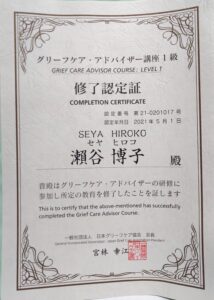 グリーフケア・アドバイザー講座1級
GRIEF CARE ADVISOR COURSE: LEVEL 1
修了認定証
COMPLETION CERTIFICATE
認定番号 第21-0201017号
認定年月日 2021年5月1日
SEYA HIROKO
セヤ ヒロコ
瀬谷 博子 殿
貴殿はグリーフケア・アドバイザーの研修に
参加し所定の教育を修了したことを証します
This is to certify that the above-mentioned has successfully
completed the Grief Care Advisor Course.
一般社団法人 日本グリーフケア協会 会長
宮林 幸江